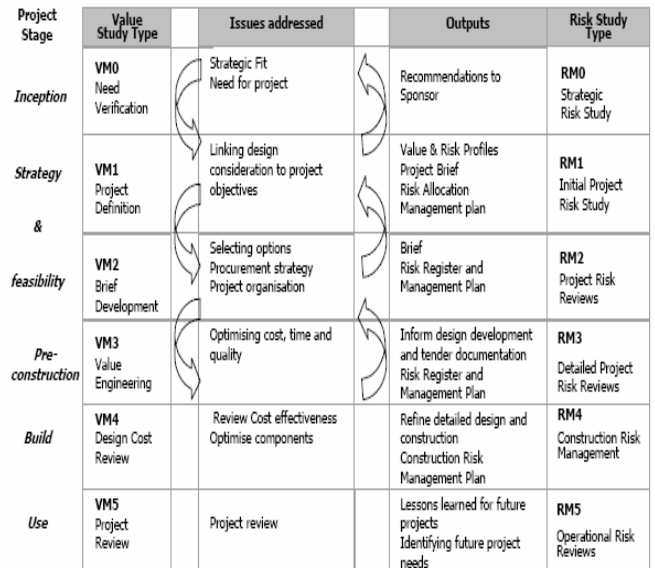 Project
Stage
Value
Study Type
Issues addressed
Outputs
Risk Study
Type
Inception
VM0
Need
Verification
Strategic Fit
Need for project
Recommendations to
Sponsor
RM0
Strategic
Risk Study
Strategy
&
feasibility
VM1
Project
Definition
Linking design
consideration to project
objectives
Value & Risk Profiles
Project Brief
Risk Allocation
Management plan
RM1
Initial Project
Risk Study
VM2
Brief
Development
Selecting options
Procurement strategy
Project organisation
Brief
Risk Register and
Management Plan
RM2
Project Risk
Reviews
Pre-
construction
VM3
Value
Engineering
Optimising cost, time and
quality
Inform design development
and tender documentation
Risk Register and
Management Plan
RM3
Detailed Project
Risk Reviews
Build
VM4
Design Cost
Review
Review Cost effectiveness
Optimise components
Refine detailed design and
construction
Construction Risk
Management Plan
RM4
Construction Risk
Management
Use
VM5
Project
Review
Project review
Lessons learned for future
projects
Identifying future project
needs
RM5
Operational Risk
Reviews